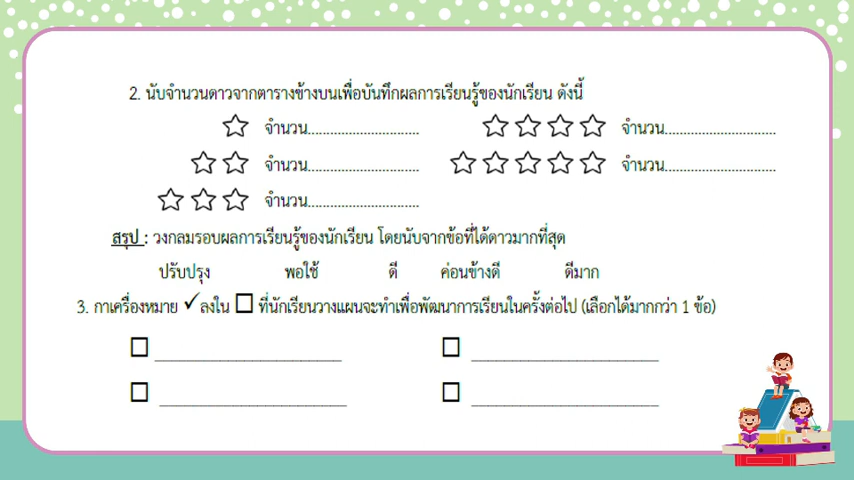 2. นับจำนวนดาวจากตารางข้างบนเพื่อบันทึกผลการเรียนรู้ของนักเรียน ดังนี้
☆ จำนวน.............................. ☆☆☆☆ จำนวน..............................
☆☆ จำนวน.............................. ☆☆☆☆☆ จำนวน..............................
☆☆☆ จำนวน..............................
สรุป : วงกลมรอบผลการเรียนรู้ของนักเรียน โดยนับจากข้อที่ได้ดาวมากที่สุด
ปรับปรุง พอใช้ ดี ค่อนข้างดี ดีมาก
3. กาเครื่องหมาย ✓ลงใน ☐ ที่นักเรียนวางแผนจะทำเพื่อพัฒนาการเรียนในครั้งต่อไป (เลือกได้มากกว่า 1 ข้อ)
☐ ______________________ ☐ ______________________
☐ ______________________ ☐ ______________________